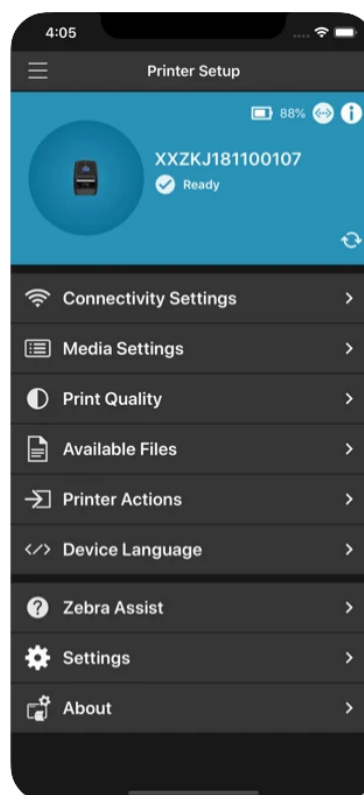 4:05
Printer Setup
88%
XXZKJ181100107
Ready
Connectivity Settings
Media Settings
Print Quality
Available Files
Printer Actions
Device Language
Zebra Assist
Settings
About